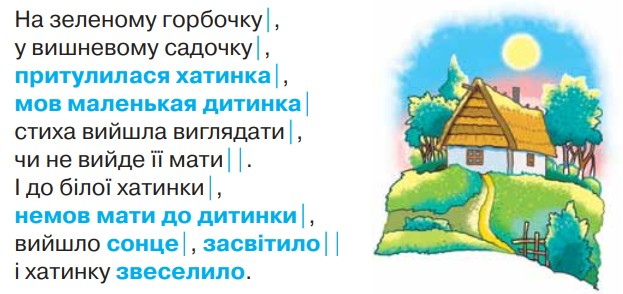 На зеленому горбочку|,
у вишневому садочку|,
притулилася хатинка|,
мов маленькая дитинка|
стиха вийшла виглядати|,
чи не вийде її мати||.
І до білої хатинки|,
немов мати до дитинки|,
вийшло сонце|, засвітило||
і хатинку звеселило.